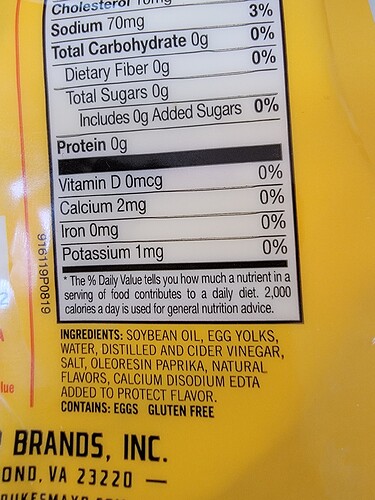 Cholesterol 10mg 3%
Sodium 70mg 0%
Total Carbohydrate 0g 0%
Dietary Fiber 0g
Total Sugars 0g
Includes 0g Added Sugars 0%
Protein 0g
Vitamin D 0mcg 0%
Calcium 2mg 0%
Iron 0mg 0%
Potassium 1mg 0%
* The % Daily Value tells you how much a nutrient in a
serving of food contributes to a daily diet. 2,000
calories a day is used for general nutrition advice.
916119P0819
INGREDIENTS: SOYBEAN OIL, EGG YOLKS,
WATER, DISTILLED AND CIDER VINEGAR,
SALT, OLEORESIN PAPRIKA, NATURAL
FLAVORS, CALCIUM DISODIUM EDTA
ADDED TO PROTECT FLAVOR.
CONTAINS: EGGS GLUTEN FREE
BRANDS, INC.
OND, VA 23220 —